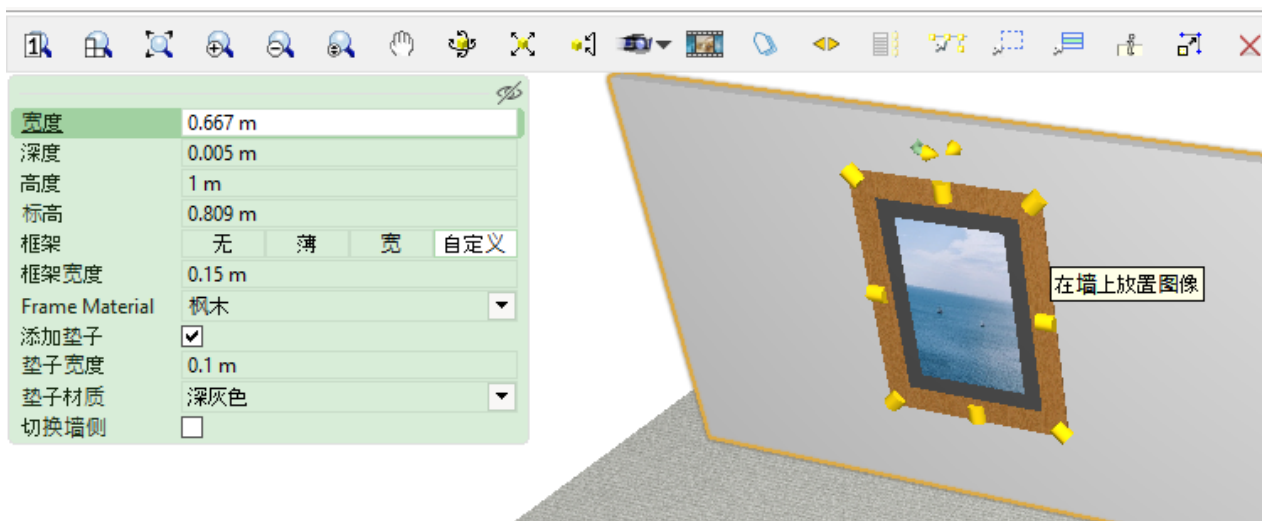 宽度 0.667 m
深度 0.005 m
高度 1 m
标高 0.809 m
框架 无 薄 宽 自定义
框架宽度 0.15 m
Frame Material 枫木
添加垫子
垫子宽度 0.1 m
垫子材质 深灰色
切换墙侧
在墙上放置图像